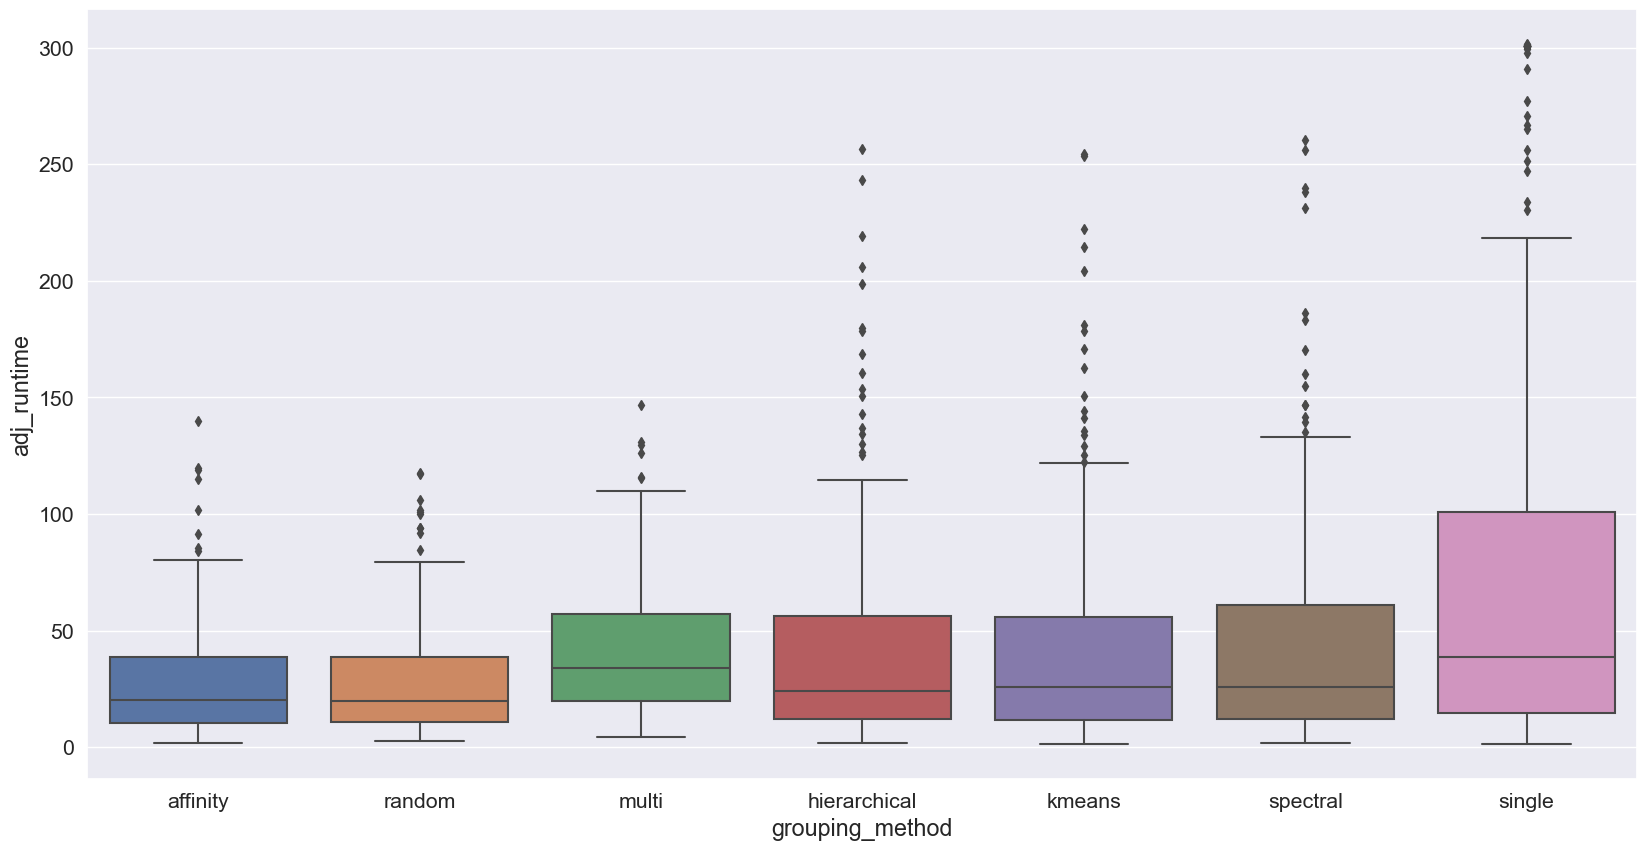 300
250
200
150
100
50
0
adj_runtime
affinity random multi hierarchical kmeans spectral single
grouping_method